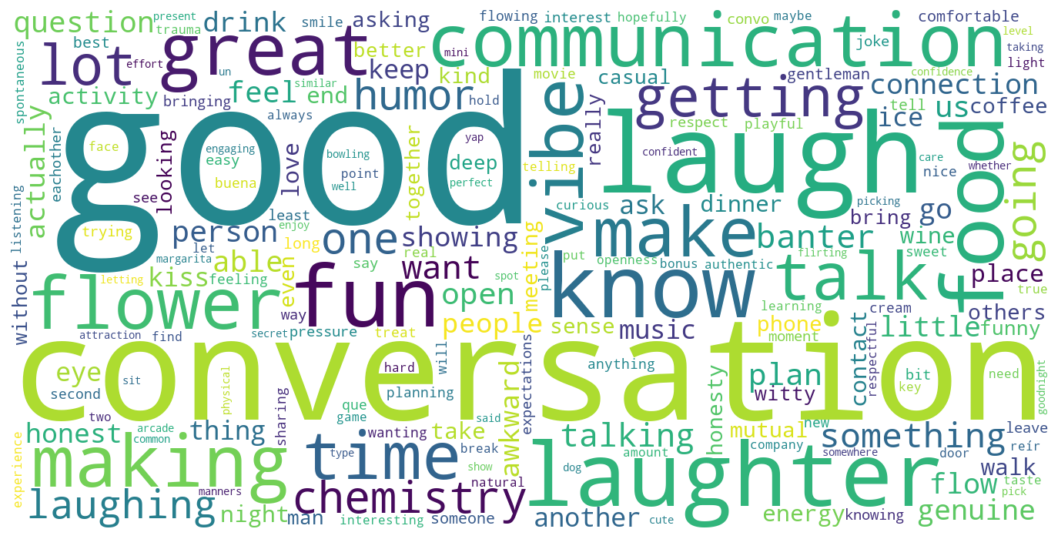 question
present
trauma
drink
smile
asking
flowing
interest
hopefully
convo
maybe
comfortable
level
best
great
communication
joke
taking
light
lot
effort
mini
better
keep
kind
movie
casual
gentleman
confidence
connection
spontaneous
activity
bringing
un
similar
feel
end
humor
hold
vibe
really
getting
tell
us
coffee
always
good
yap
respect
playful
ice
laugh
food
actually
eachother
face
see
looking
engaging
easy
love
bowling
together
deep
telling
confident
care
nice
whether
going
buena
point
well
perfect
curious
ask
dinner
picking
bring
go
trying
least
listening
without
person
let
enjoy
one
showing
make
banter
wine
sweet
margarita
long
real
put
openness
bonus
authentic
flirting
place
true
letting
kiss
able
feeling
even
say
want
meeting
please
spot
know
talk
flower
fun
way
open
learning
cream
others
attraction
find
secret
pressure
treat
people
sense
music
phone
moment
contact
respectful
little
funny
conversation
sit
eye
second
physical
two
will
hard
planning
awkward
expectations
anything
plan
bit
key
need
goodnight
que
game
said
honesty
witty
honest
arcade
common
thing
sharing
time
wanting
take
talking
mutual
new
something
leave
reír
experience
making
type
break
laughter
amount
company
somewhere
door
walk
taste
pick
laughing
manners
chemistry
show
natural
dog
flow
night
man
interesting
someone
cute
another
energy
knowing
genuine